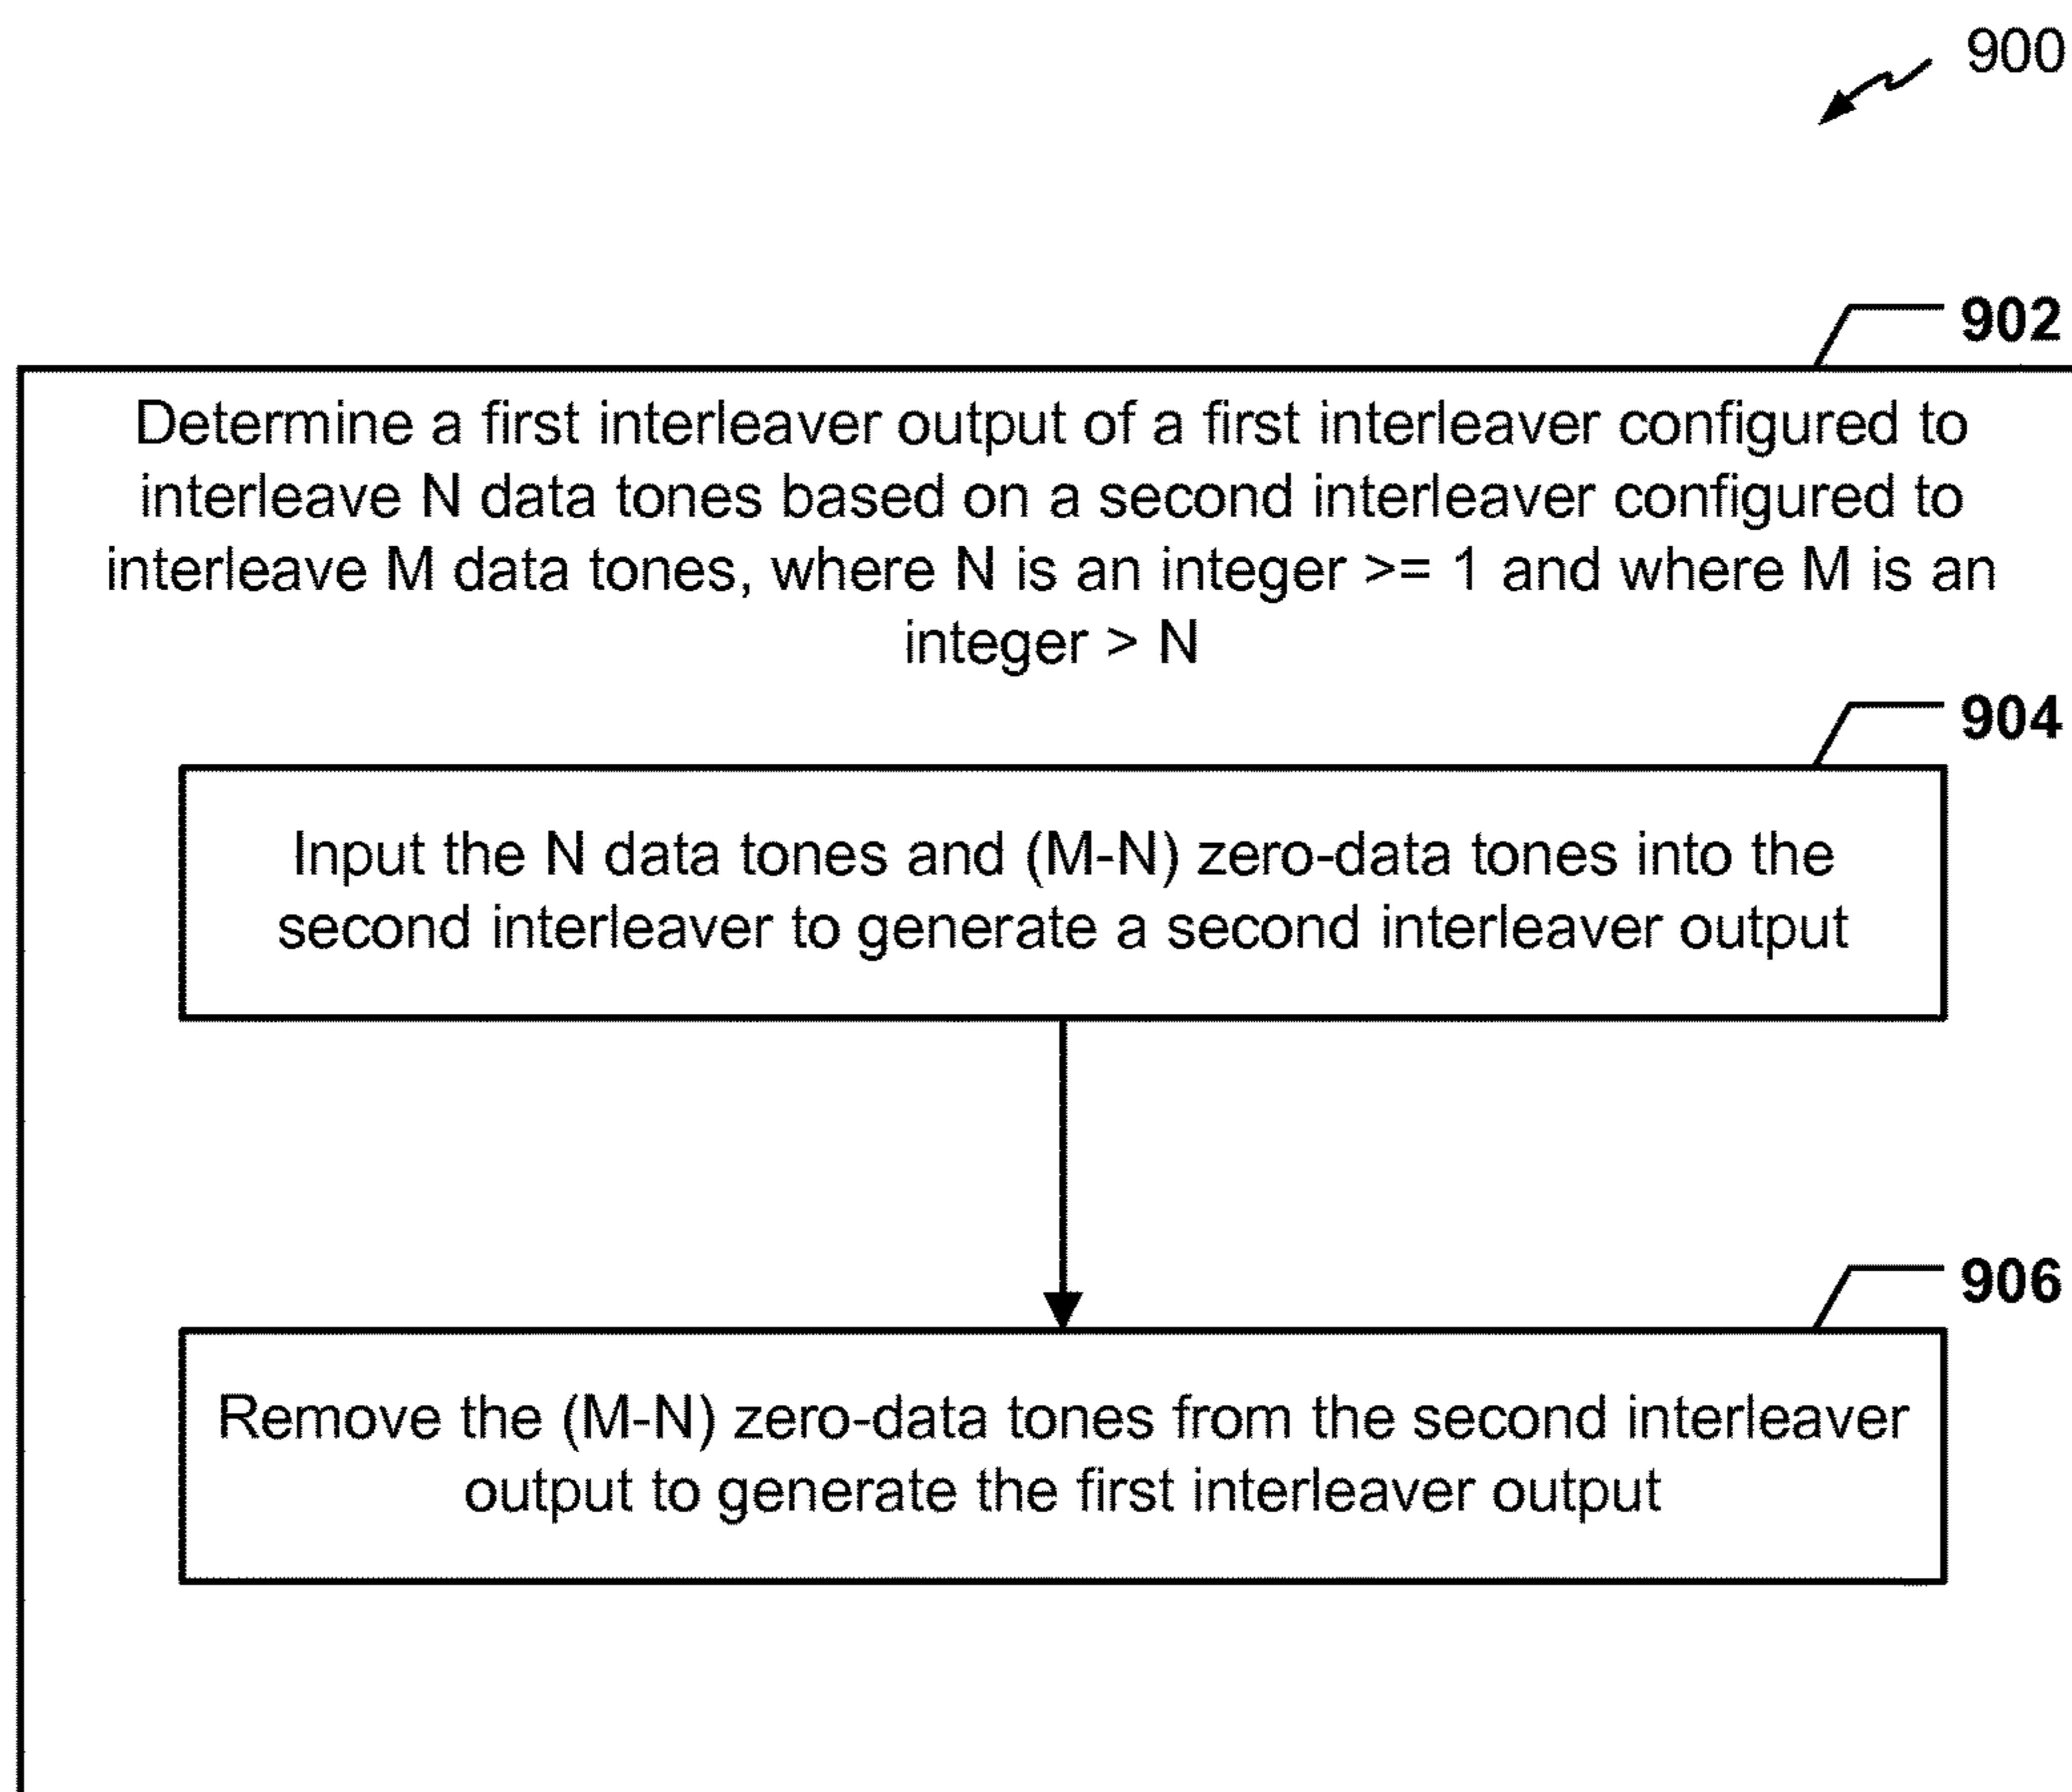 900
902
Determine a first interleaver output of a first interleaver configured to
interleave N data tones based on a second interleaver configured to
interleave M data tones, where N is an integer >= 1 and where M is an
integer > N
904
Input the N data tones and (M-N) zero-data tones into the
second interleaver to generate a second interleaver output
906
Remove the (M-N) zero-data tones from the second interleaver
output to generate the first interleaver output